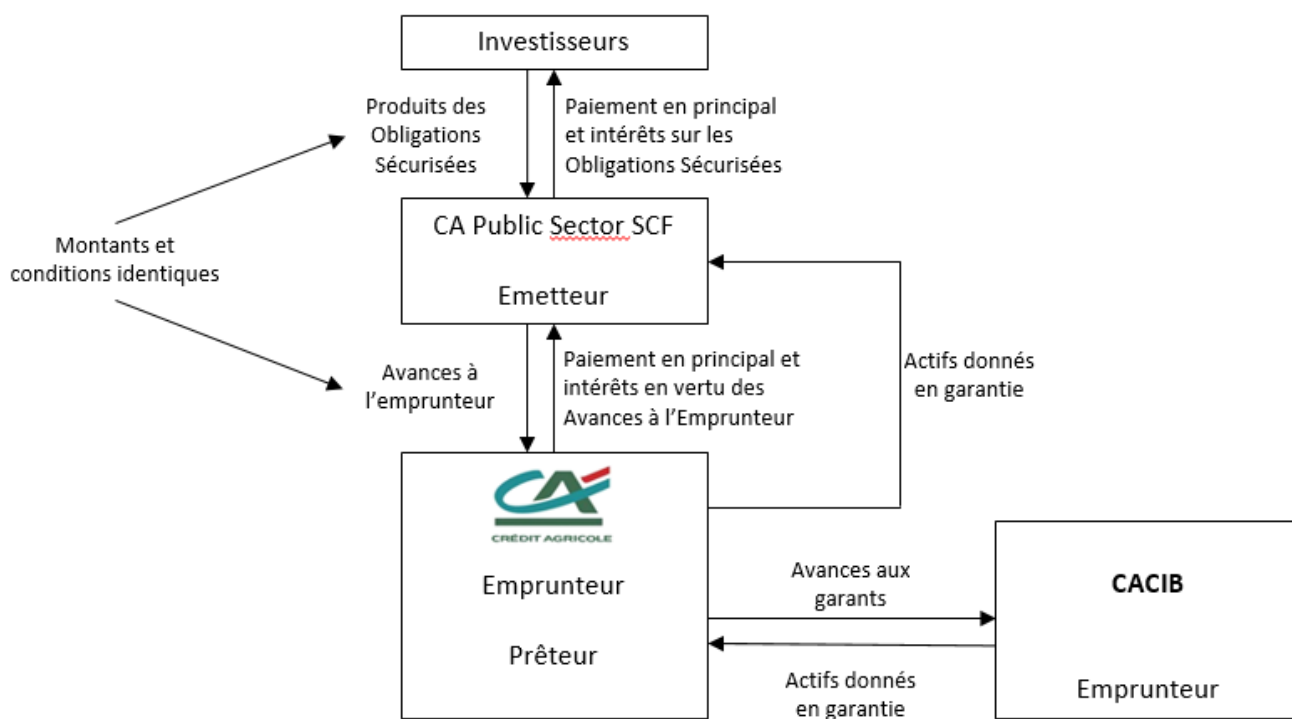 Investisseurs
Produits des
Obligations
Sécurisées
Paiement en principal
et intérêts sur les
Obligations Sécurisées
CA Public Sector SCF
Emetteur
Montants et
conditions identiques
Avances à
l'emprunteur
Paiement en principal et
intérêts en vertu des
Avances à l'Emprunteur
Actifs donnés
en garantie
CA
CRÉDIT AGRICOLE
Emprunteur
Prêteur
Avances aux
garants
Actifs donnés
en garantie
CACIB
Emprunteur